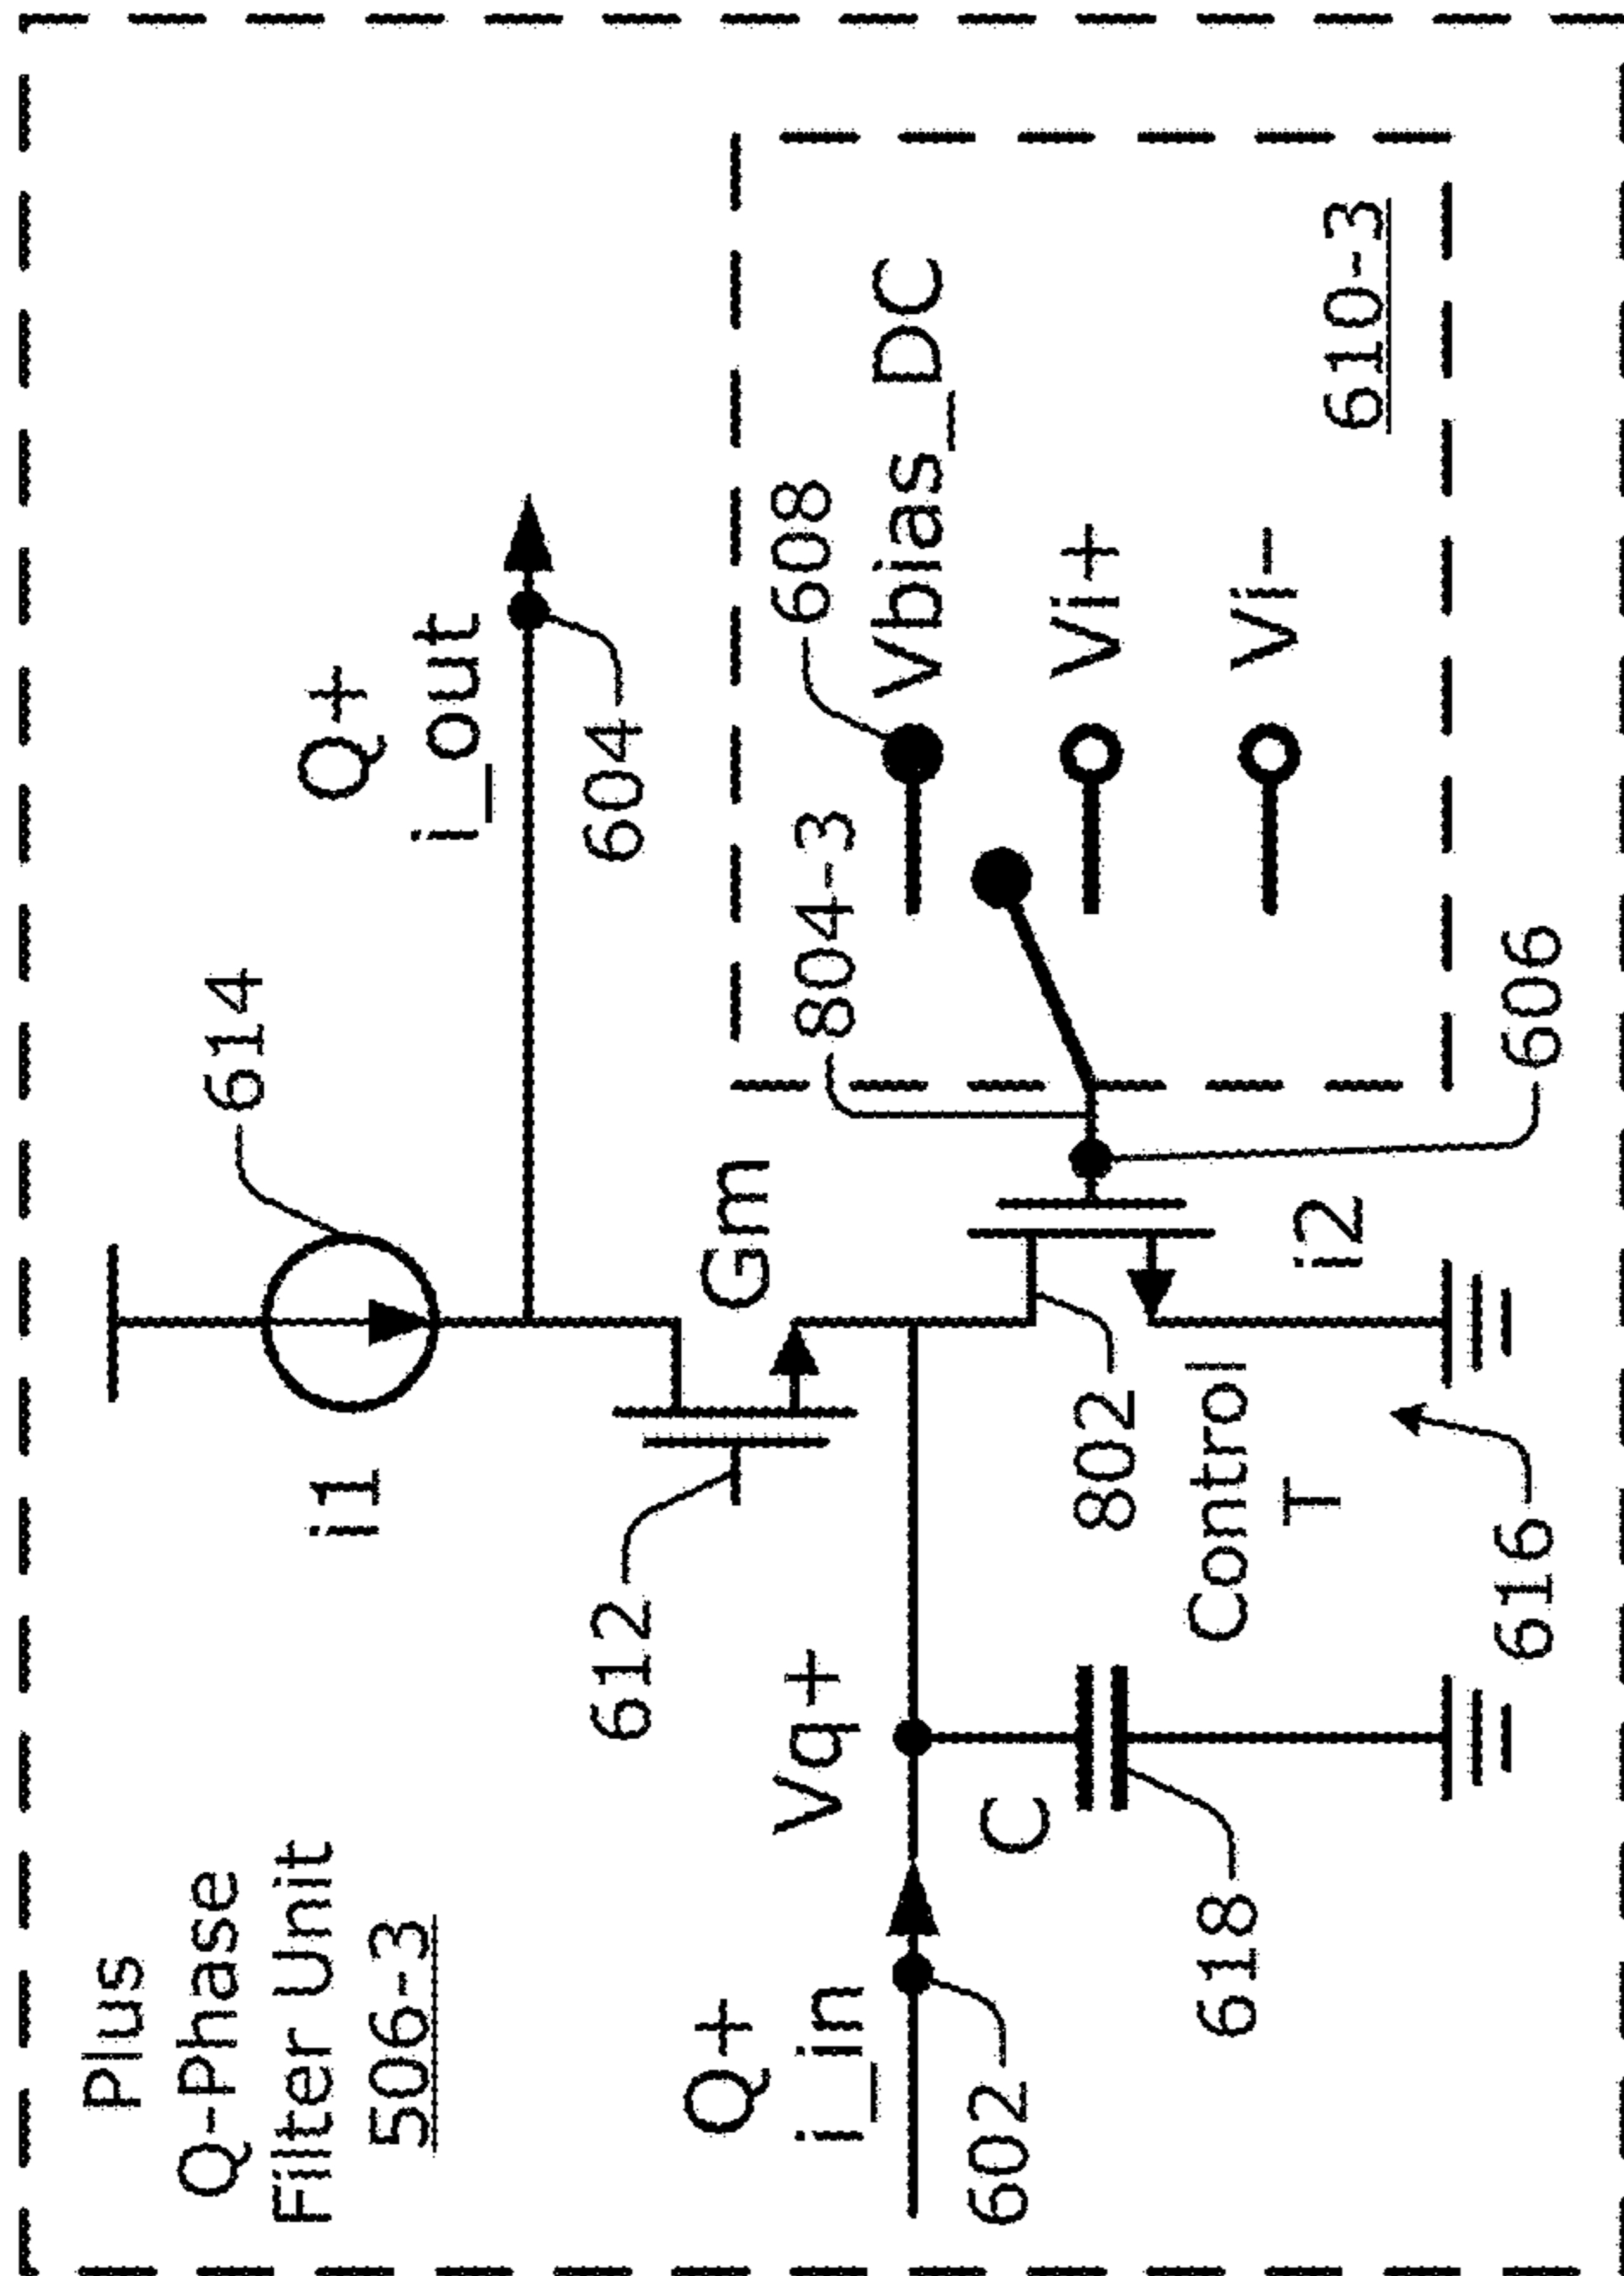 Plus
Q-Phase
Filter Unit
506-3
i1
614
Q+
i_out
604
612
Gm
Vq+
Q+
i_in
602
C
618
802
Control
T
616
i2
606
804-3
608
Vbias_DC
Vi+
Vi-
610-3